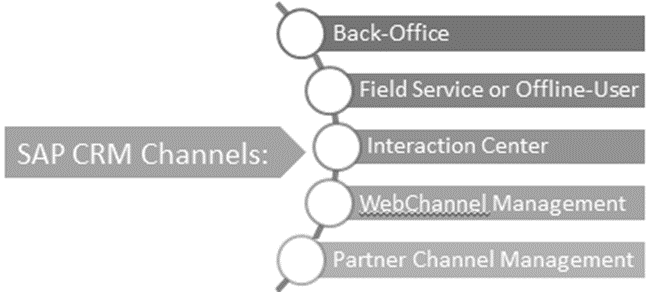 Back-Office
Field Service or Offline-User
SAP CRM Channels:
Interaction Center
WebChannel Management
Partner Channel Management